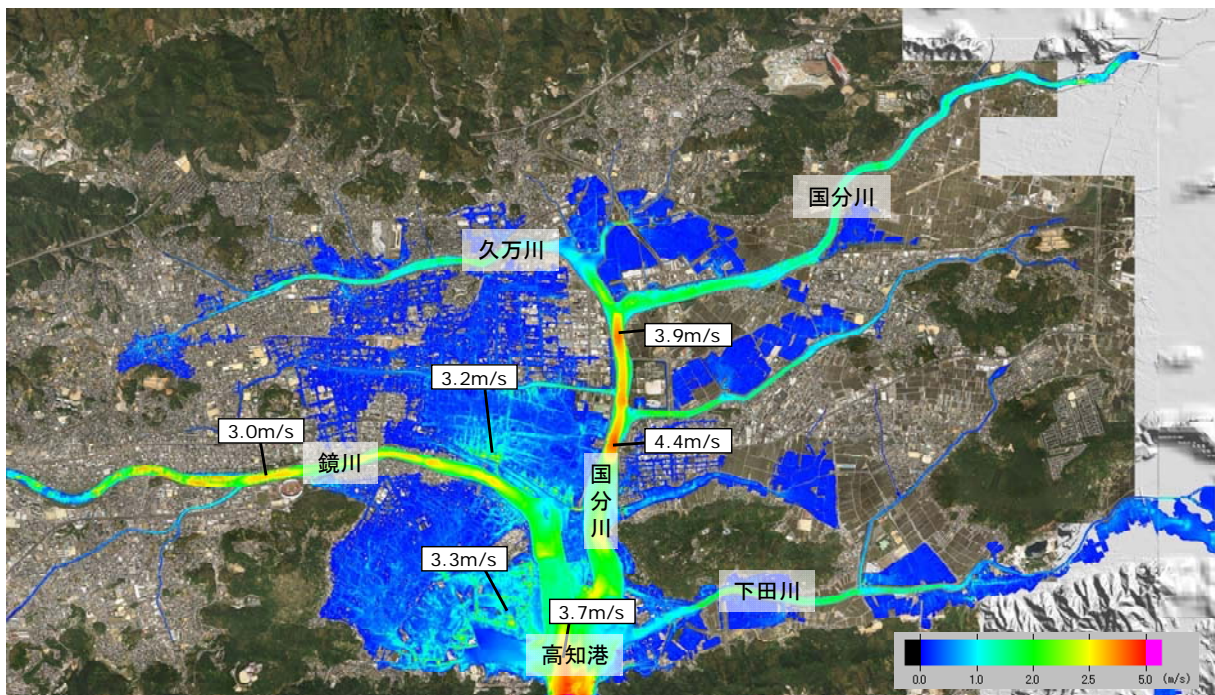 国分川
久万川
3.9m/s
3.2m/s
3.0m/s
4.4m/s
鏡川
国分川
3.3m/s
下田川
3.7m/s
高知港
0.0 1.0 2.0 2.5 5.0 (m/s)